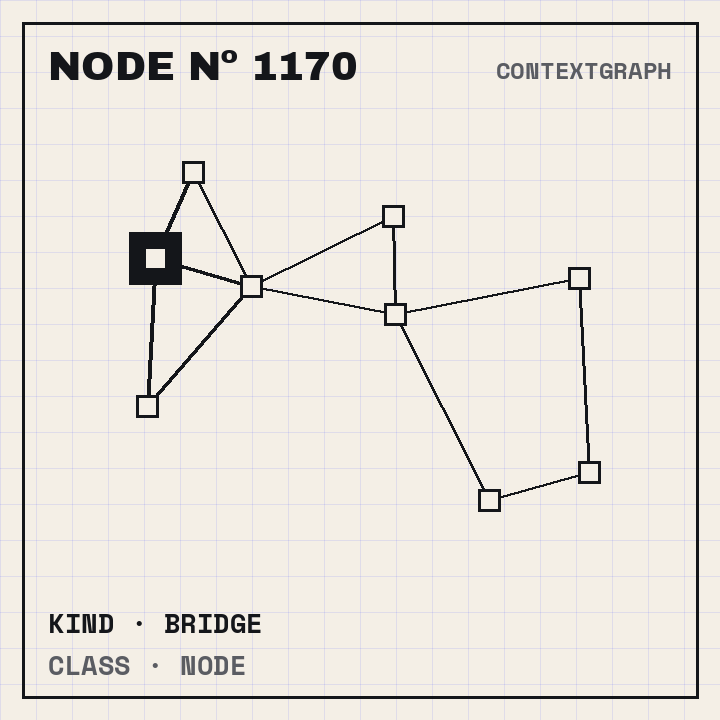 NODE Nº 1170
CONTEXTGRAPH
KIND · BRIDGE
CLASS · NODE